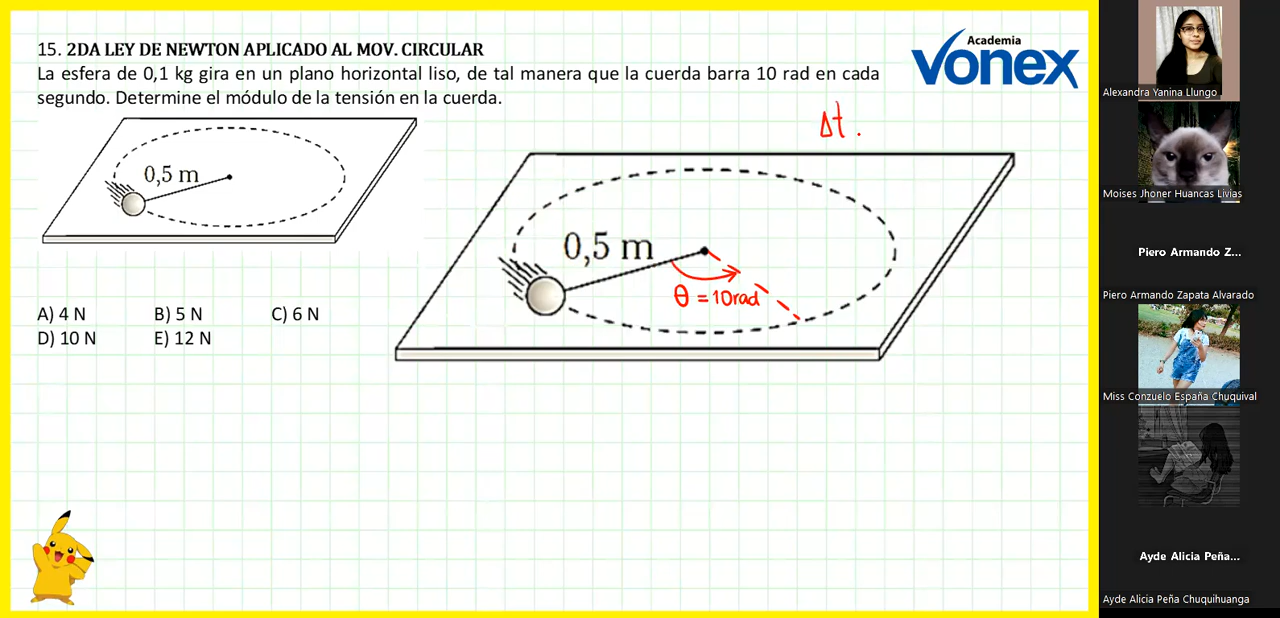 15. 2DA LEY DE NEWTON APLICADO AL MOV. CIRCULAR
La esfera de 0,1 kg gira en un plano horizontal liso, de tal manera que la cuerda barra 10 rad en cada
segundo. Determine el módulo de la tensión en la cuerda.
Academia
Vonex
Δt.
0,5 m
0,5 m
θ = 10rad
A) 4 N B) 5 N C) 6 N
D) 10 N E) 12 N
Alexandra Yanina Llungo
Moises Jhoner Huancas Livias
Piero Armando Z...
Piero Armando Zapata Alvarado
Miss Conzuelo España Chuquival
Ayde Alicia Peña...
Ayde Alicia Peña Chuquihuanga